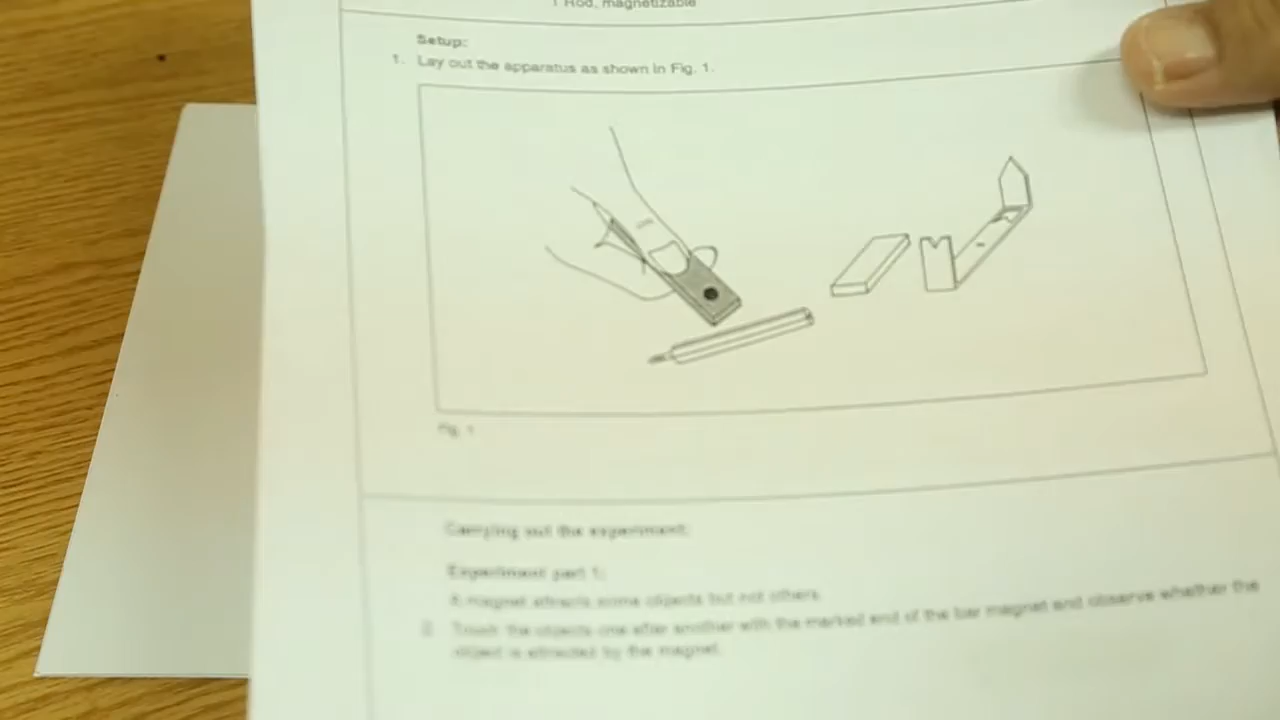 1 Rod, magnetizable
Setup:
1. Lay out the apparatus as shown in Fig. 1.
Fig. 1
Carrying out the experiment:
Experiment part 1:
A magnet attracts some objects but not others.
2. Touch the objects one after another with the marked end of the bar magnet and observe whether the
object is attracted by the magnet.